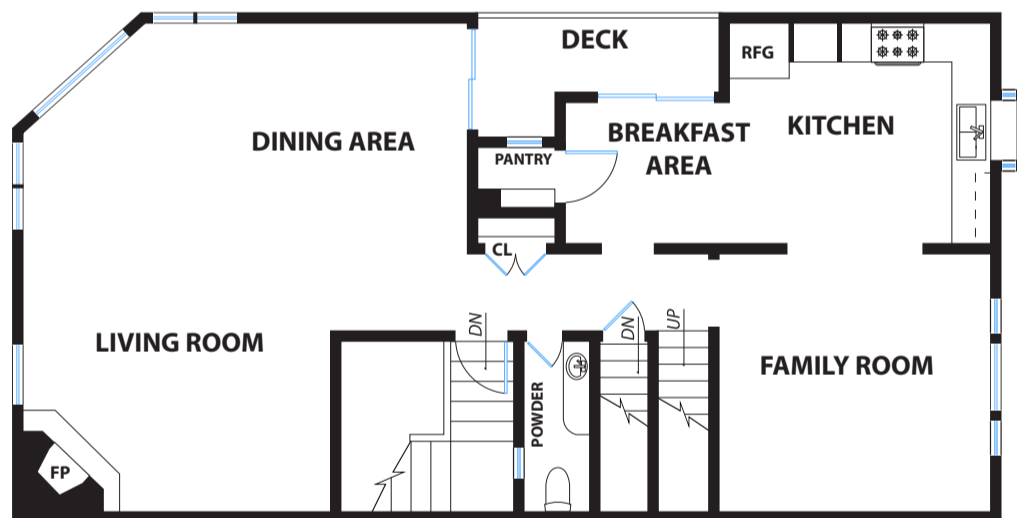 DECK
RFG
DINING AREA
BREAKFAST
AREA
KITCHEN
PANTRY
CL
LIVING ROOM
DN
DN
UP
FAMILY ROOM
POWDER
FP